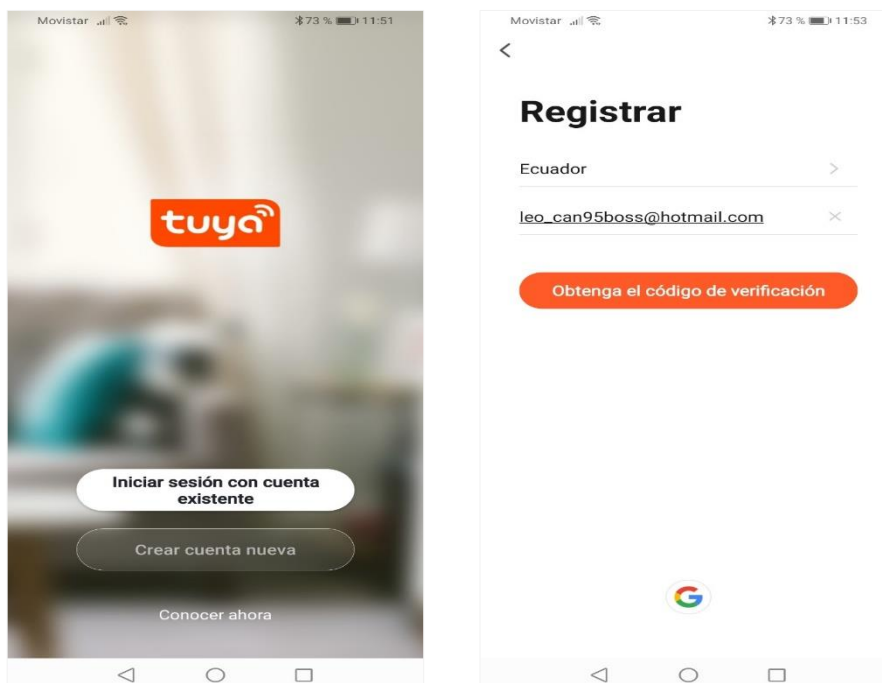 Movistar 73 % 11:51
tuya
Iniciar sesión con cuenta
existente
Crear cuenta nueva
Conocer ahora
Movistar 73 % 11:53
Registrar
Ecuador
leo_can95boss@hotmail.com
Obtenga el código de verificación
G